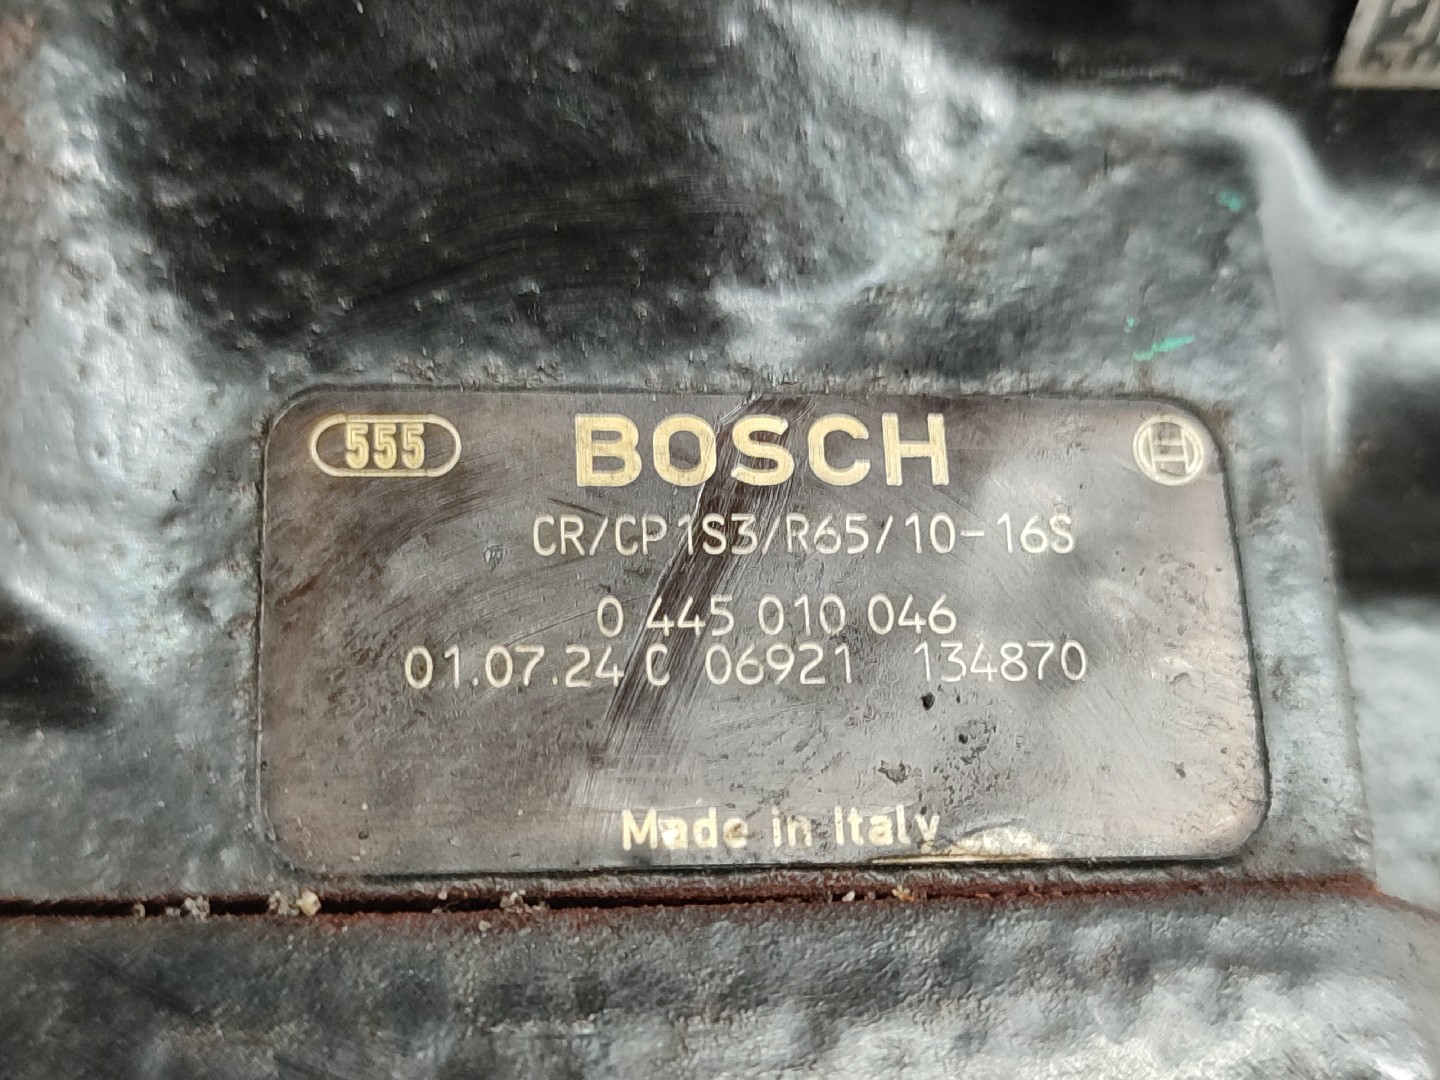 555 BOSCH
CR/CP1S3/R65/10-16S
0 445 010 046
01.07.24 C 06921 134870
Made in Italy